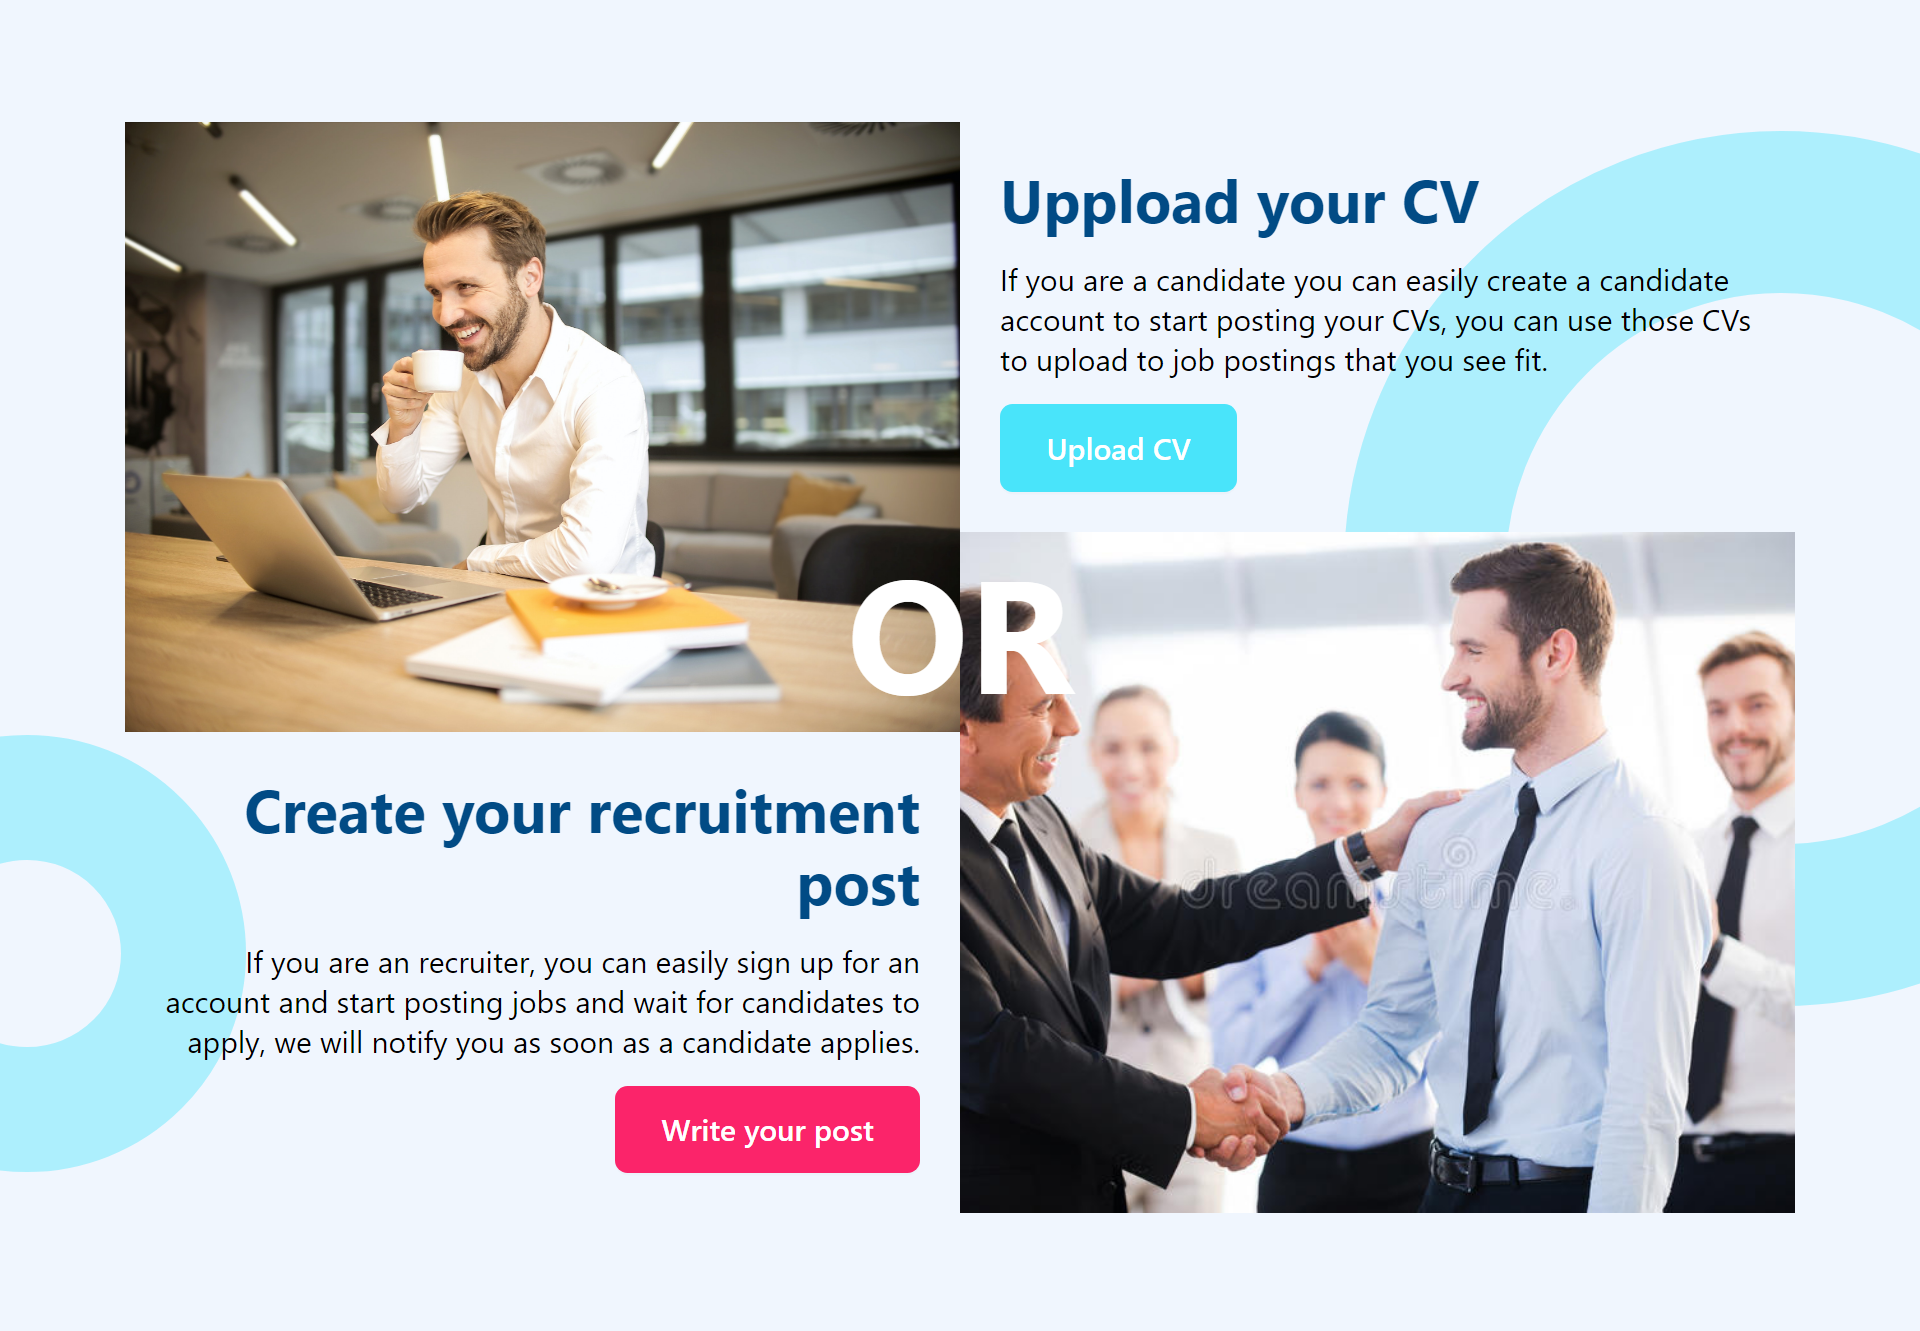 Uppload your CV
If you are a candidate you can easily create a candidate
account to start posting your CVs, you can use those CVs
to upload to job postings that you see fit.
Upload CV
OR
Create your recruitment
post
If you are an recruiter, you can easily sign up for an
account and start posting jobs and wait for candidates to
apply, we will notify you as soon as a candidate applies.
Write your post
dreamstime.